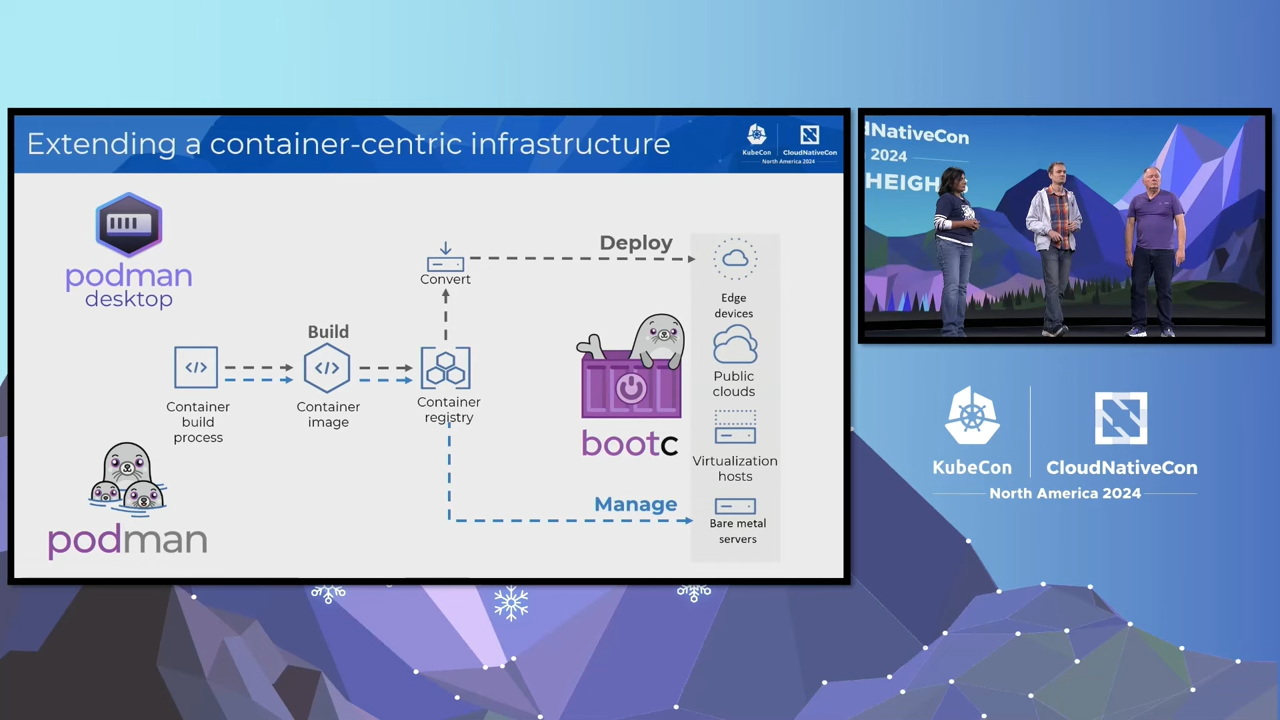 Extending a container-centric infrastructure
KubeCon
CloudNativeCon
North America 2024
podman
desktop
Convert
Deploy
Edge
devices
Build
</>
</>
Container
build
process
Container
image
Container
registry
bootc
Public
clouds
Virtualization
hosts
Manage
Bare metal
servers
podman
dNativeCon
2024
HEIGH
S
KubeCon
CloudNativeCon
North America 2024